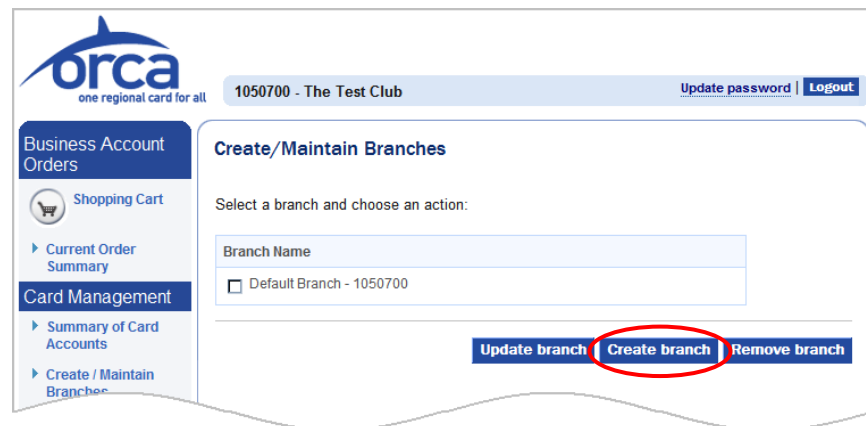 orca
one regional card for all
1050700 - The Test Club
Update password | Logout
Business Account
Orders
Shopping Cart
Current Order
Summary
Card Management
Summary of Card
Accounts
Create / Maintain
Branches
Create/Maintain Branches
Select a branch and choose an action:
Branch Name
Default Branch - 1050700
Update branch Create branch Remove branch